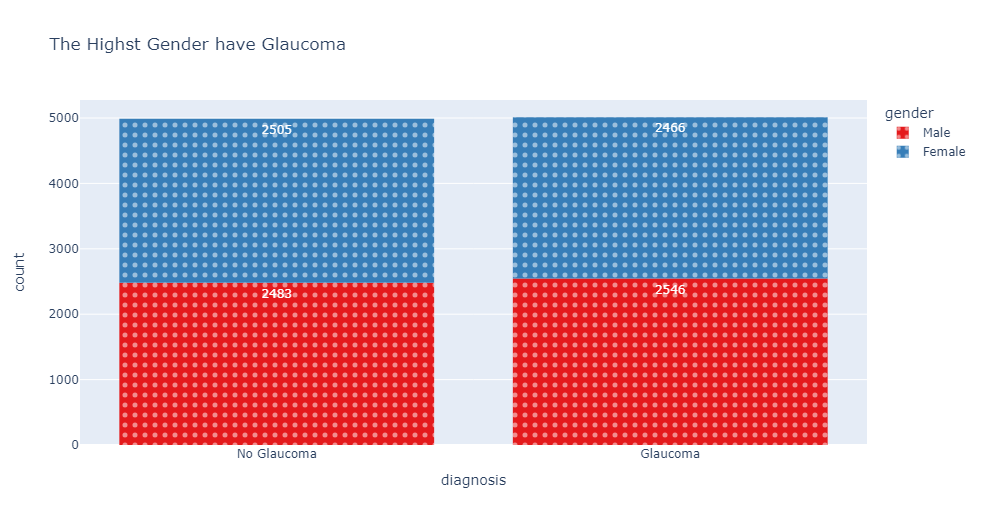 The Highst Gender have Glaucoma
gender
Male
Female
count
5000
4000
3000
2000
1000
0
2505
2466
2483
2546
No Glaucoma
Glaucoma
diagnosis